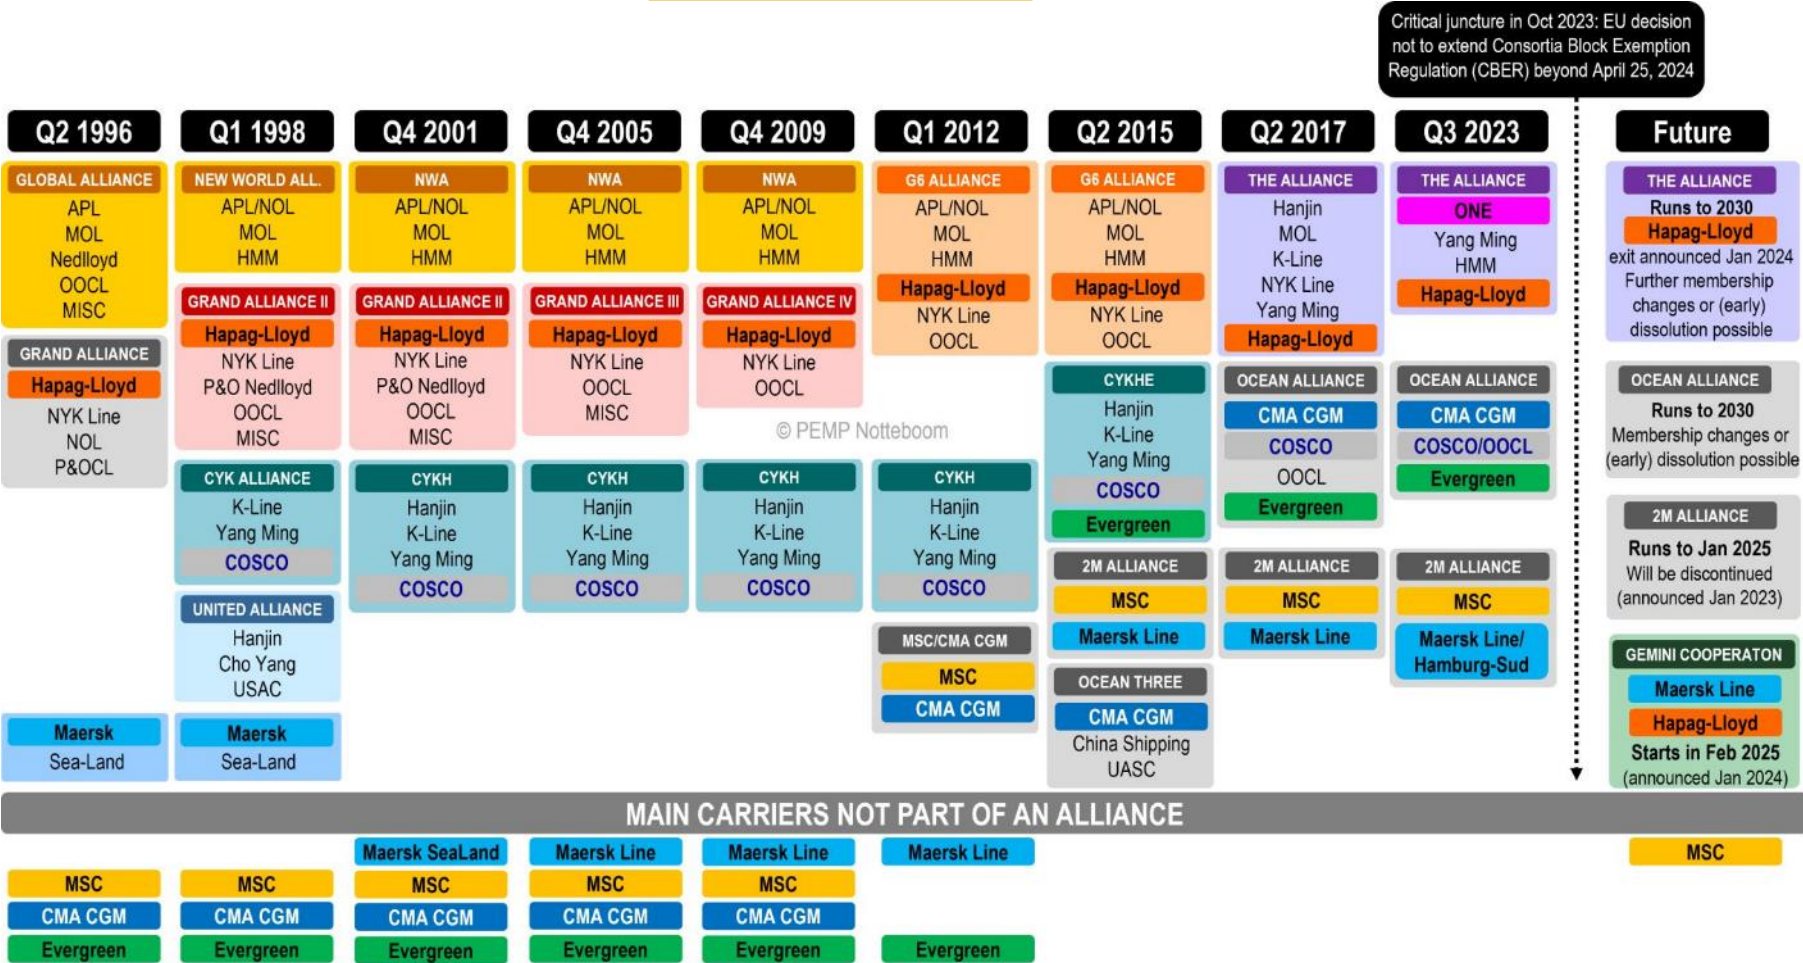 Critical juncture in Oct 2023: EU decision
not to extend Consortia Block Exemption
Regulation (CBER) beyond April 25, 2024
Q2 1996
GLOBAL ALLIANCE
APL
MOL
Nedlloyd
OOCL
MISC
GRAND ALLIANCE
Hapag-Lloyd
NYK Line
NOL
P&OCL
Maersk
Sea-Land
Q1 1998
NEW WORLD ALL.
APL/NOL
MOL
HMM
GRAND ALLIANCE II
Hapag-Lloyd
NYK Line
P&O Nedlloyd
OOCL
MISC
CYK ALLIANCE
K-Line
Yang Ming
COSCO
UNITED ALLIANCE
Hanjin
Cho Yang
USAC
Maersk
Sea-Land
Q4 2001
NWA
APL/NOL
MOL
HMM
GRAND ALLIANCE II
Hapag-Lloyd
NYK Line
P&O Nedlloyd
OOCL
MISC
CYKH
Hanjin
K-Line
Yang Ming
COSCO
Q4 2005
NWA
APL/NOL
MOL
HMM
GRAND ALLIANCE III
Hapag-Lloyd
NYK Line
OOCL
MISC
CYKH
Hanjin
K-Line
Yang Ming
COSCO
Q4 2009
NWA
APL/NOL
MOL
HMM
GRAND ALLIANCE IV
Hapag-Lloyd
NYK Line
OOCL
CYKH
Hanjin
K-Line
Yang Ming
COSCO
Q1 2012
G6 ALLIANCE
APL/NOL
MOL
HMM
Hapag-Lloyd
NYK Line
OOCL
© PEMP Notteboom
CYKH
Hanjin
K-Line
Yang Ming
COSCO
MSC/CMA CGM
MSC
CMA CGM
Q2 2015
G6 ALLIANCE
APL/NOL
MOL
HMM
Hapag-Lloyd
NYK Line
OOCL
CYKHE
Hanjin
K-Line
Yang Ming
COSCO
Evergreen
2M ALLIANCE
MSC
Maersk Line
OCEAN THREE
CMA CGM
China Shipping
UASC
Q2 2017
THE ALLIANCE
Hanjin
MOL
K-Line
NYK Line
Yang Ming
Hapag-Lloyd
OCEAN ALLIANCE
CMA CGM
COSCO
OOCL
Evergreen
2M ALLIANCE
MSC
Maersk Line
Q3 2023
THE ALLIANCE
ONE
Yang Ming
HMM
Hapag-Lloyd
OCEAN ALLIANCE
CMA CGM
COSCO/OOCL
Evergreen
2M ALLIANCE
MSC
Maersk Line/
Hamburg-Sud
Future
THE ALLIANCE
Runs to 2030
Hapag-Lloyd
exit announced Jan 2024
Further membership
changes or (early)
dissolution possible
OCEAN ALLIANCE
Runs to 2030
Membership changes or
(early) dissolution possible
2M ALLIANCE
Runs to Jan 2025
Will be discontinued
(announced Jan 2023)
GEMINI COOPERATON
Maersk Line
Hapag-Lloyd
Starts in Feb 2025
(announced Jan 2024)
MAIN CARRIERS NOT PART OF AN ALLIANCE
MSC
CMA CGM
Evergreen
MSC
CMA CGM
Evergreen
Maersk SeaLand
MSC
CMA CGM
Evergreen
Maersk Line
MSC
CMA CGM
Evergreen
Maersk Line
MSC
CMA CGM
Evergreen
Maersk Line
Evergreen
MSC